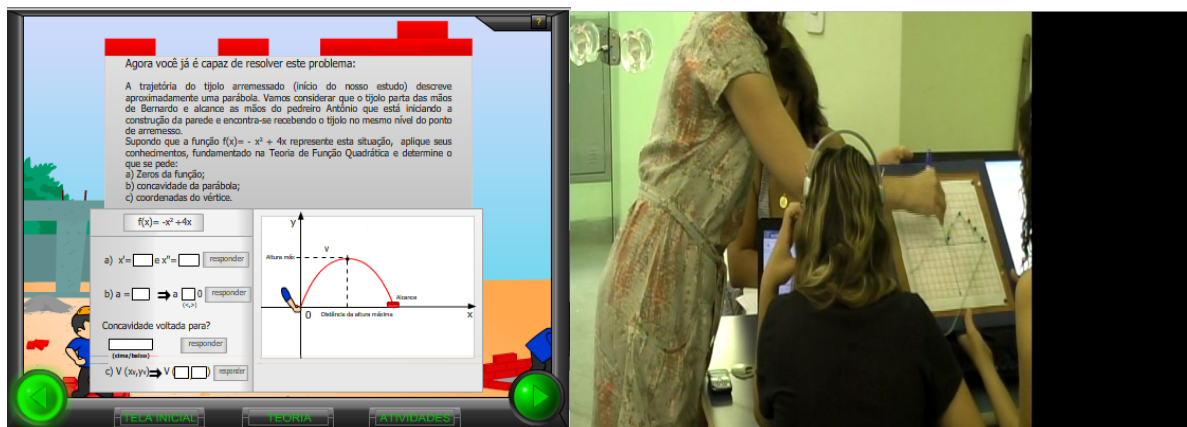 ?
Agora você já é capaz de resolver este problema:
A trajetória do tijolo arremessado (início do nosso estudo) descreve
aproximadamente uma parábola. Vamos considerar que o tijolo parta das mãos
de Bernardo e alcance as mãos do pedreiro Antônio que está iniciando a
construção da parede e encontra-se recebendo o tijolo no mesmo nível do ponto
de arremesso.
Supondo que a função f(x)= - x² + 4x represente esta situação, aplique seus
conhecimentos, fundamentado na Teoria de Função Quadrática e determine o
que se pede:
a) Zeros da função;
b) concavidade da parábola;
c) coordenadas do vértice.
f(x)= -x² +4x
a) x'= e x''= responder
b) a = a 0 responder
(<,>)
Concavidade voltada para?
responder
(cima/baixo)
c) V (xᵥ,yᵥ) V ( , ) responder
y
V
Altura máx
Alcance
0 Distância da altura máxima x
TELA INICIAL TEORIA ATIVIDADES